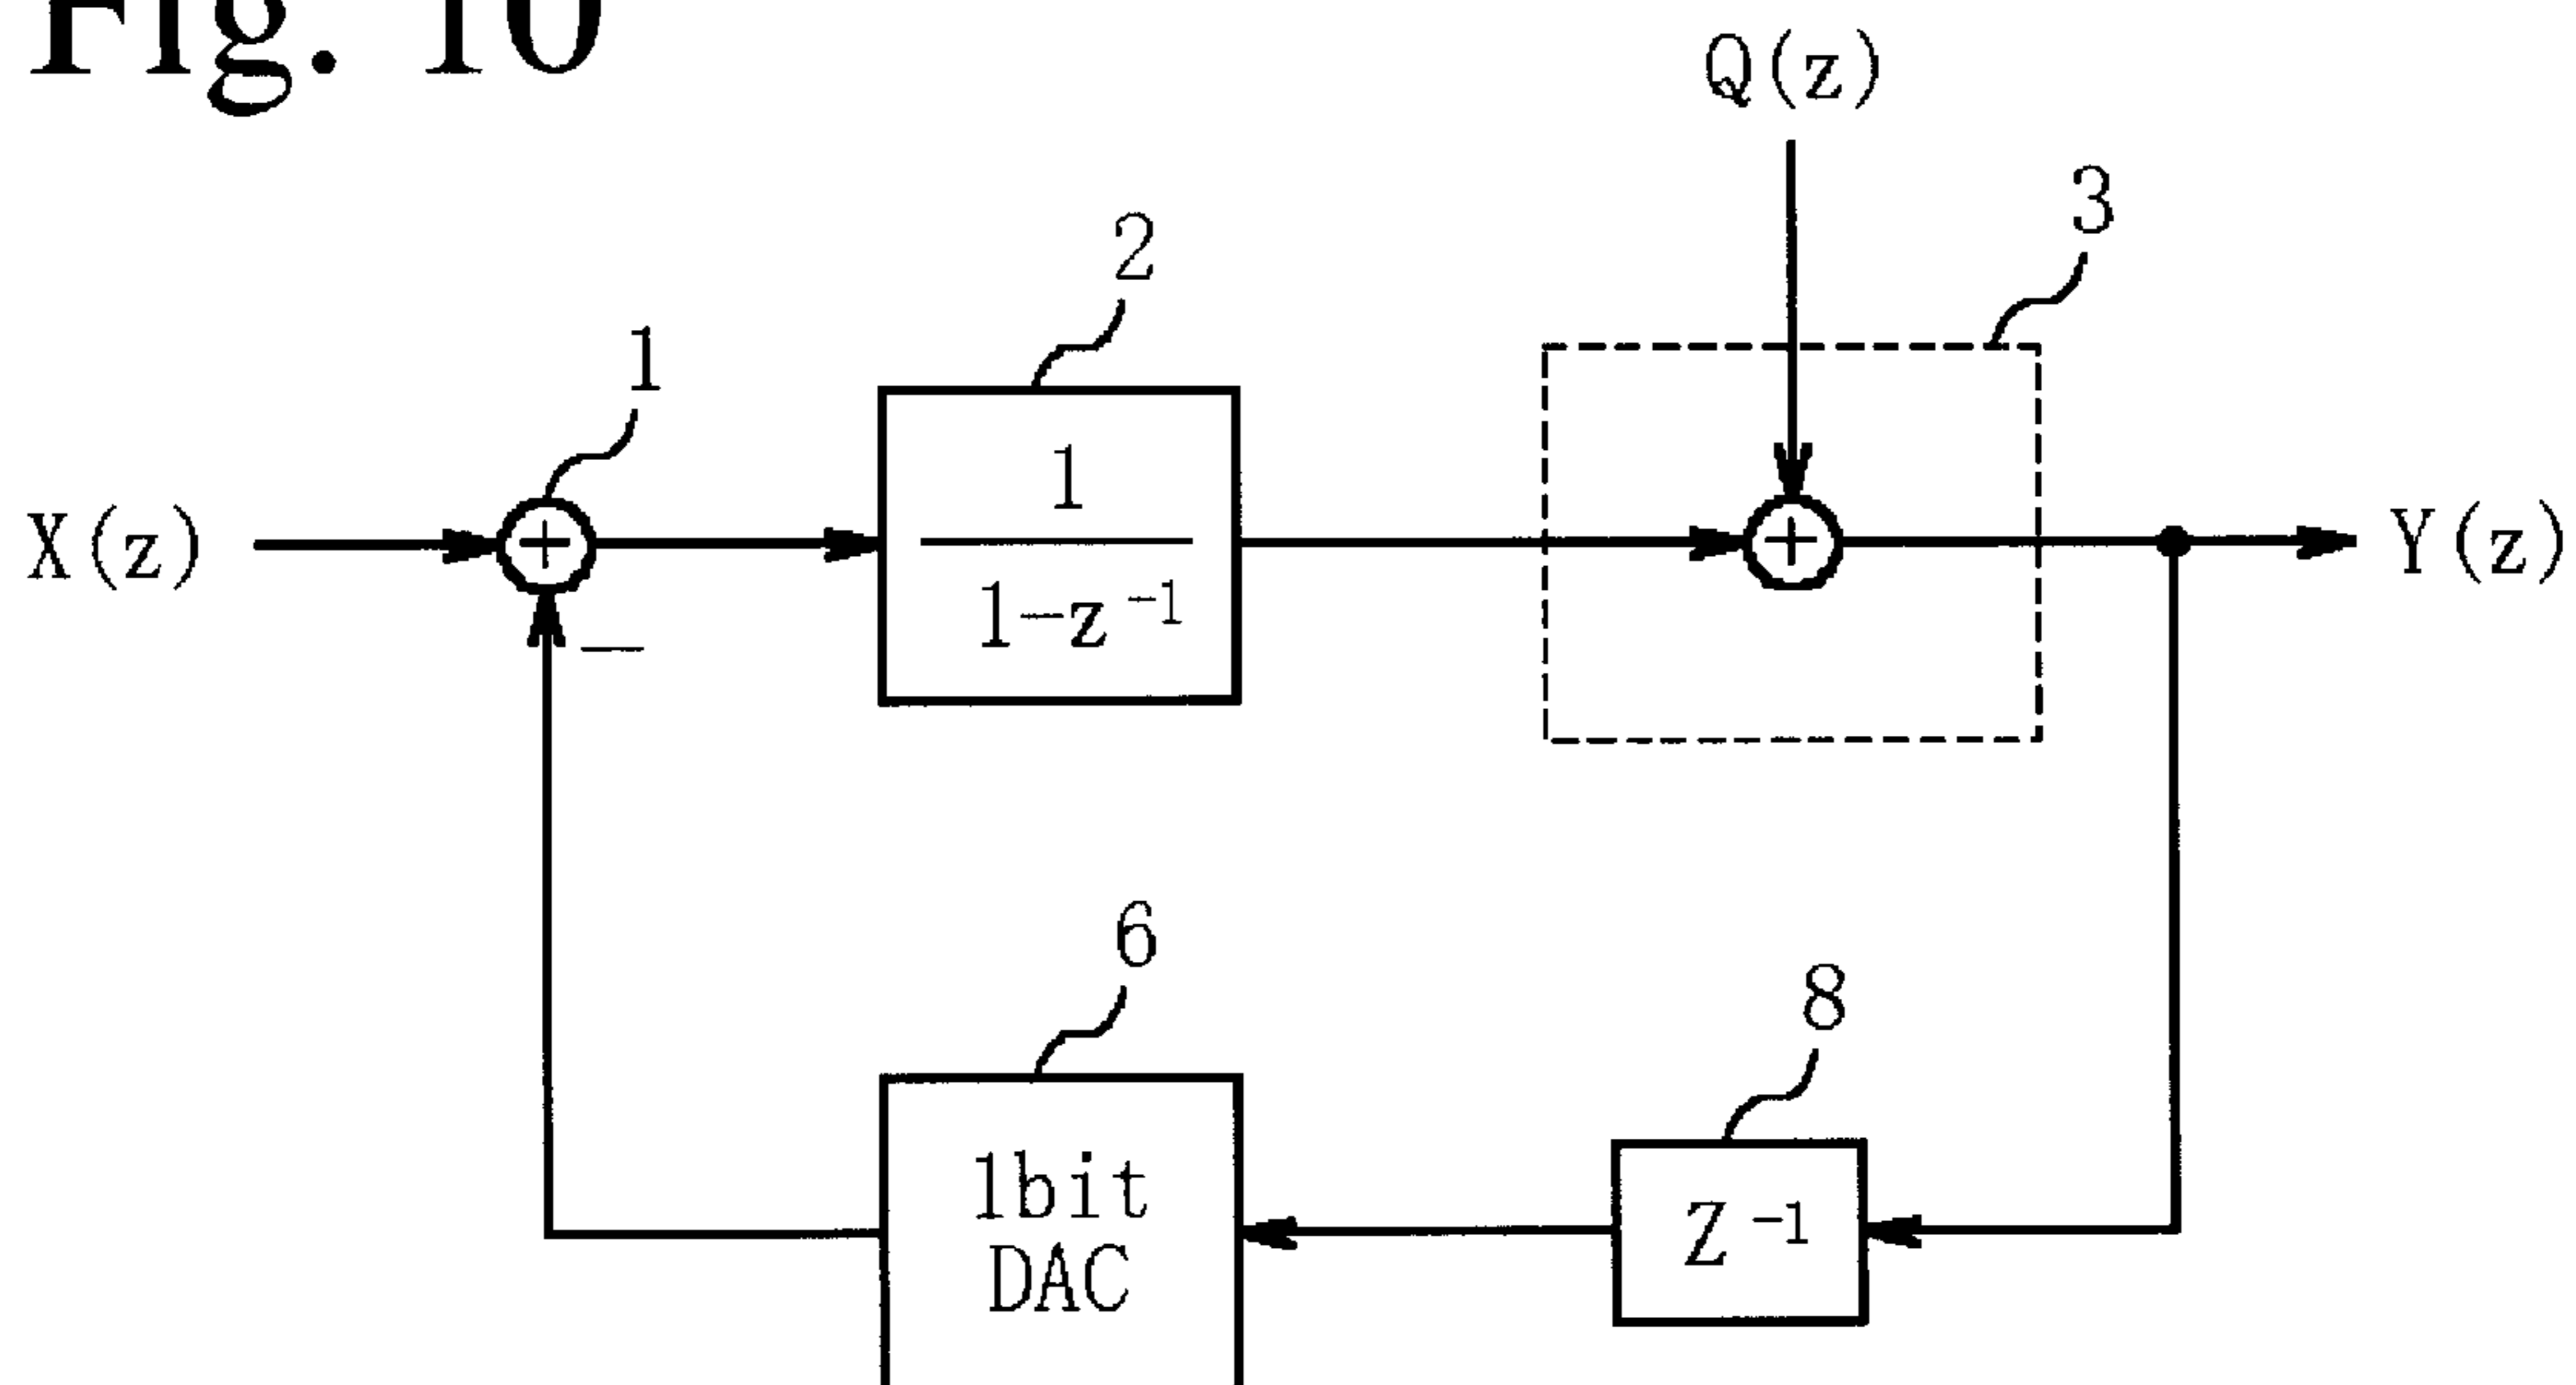 Fig. 10
Q(z)
3
2
1
X(z)
+
1
1-z⁻¹
+
Y(z)
−
6
8
1bit
DAC
Z⁻¹